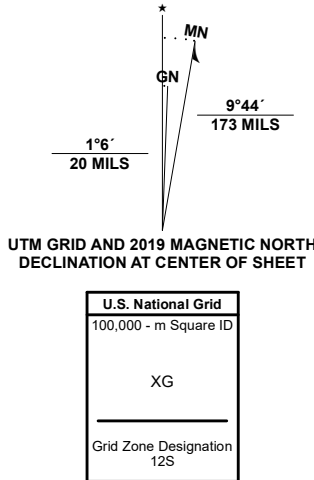 MN
GN
9°44´
173 MILS
1°6´
20 MILS
UTM GRID AND 2019 MAGNETIC NORTH
DECLINATION AT CENTER OF SHEET
U.S. National Grid
100,000 - m Square ID
XG
Grid Zone Designation
12S